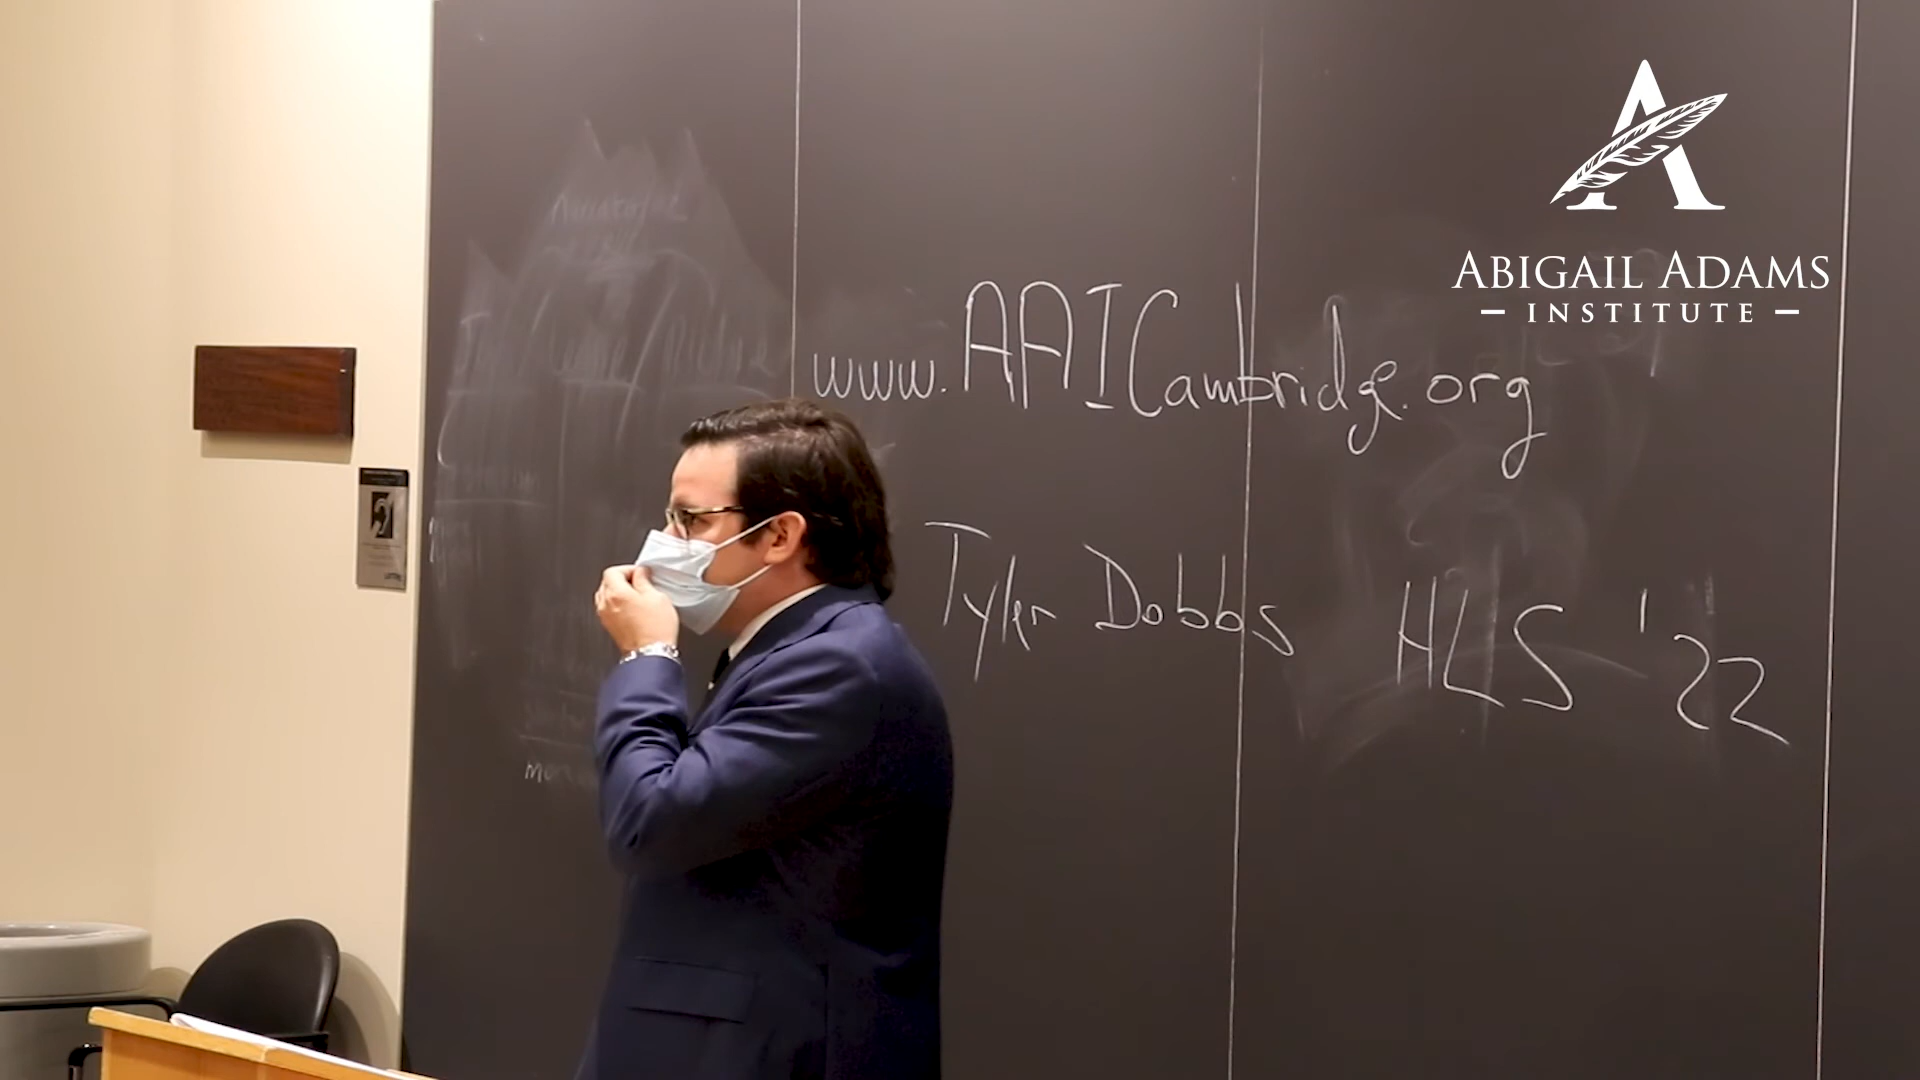 ABIGAIL ADAMS
INSTITUTE
www.AAICambridge.org
Tyler Dobbs HLS '22